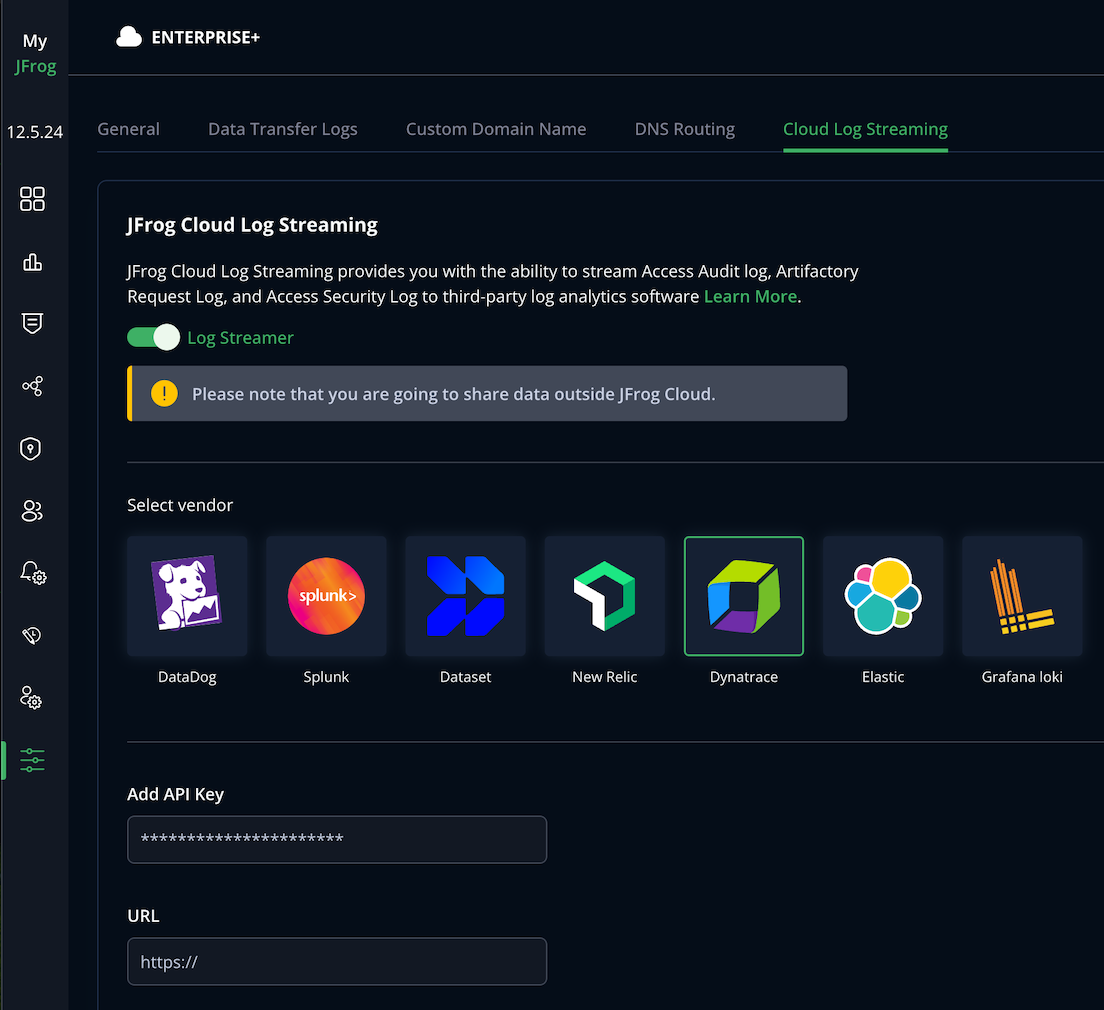 My
JFrog
ENTERPRISE+
12.5.24
General
Data Transfer Logs
Custom Domain Name
DNS Routing
Cloud Log Streaming
JFrog Cloud Log Streaming
JFrog Cloud Log Streaming provides you with the ability to stream Access Audit log, Artifactory
Request Log, and Access Security Log to third-party log analytics software Learn More.
Log Streamer
! Please note that you are going to share data outside JFrog Cloud.
Select vendor
splunk>
DataDog
Splunk
Dataset
New Relic
Dynatrace
Elastic
Grafana loki
Add API Key
**********************
URL
https://